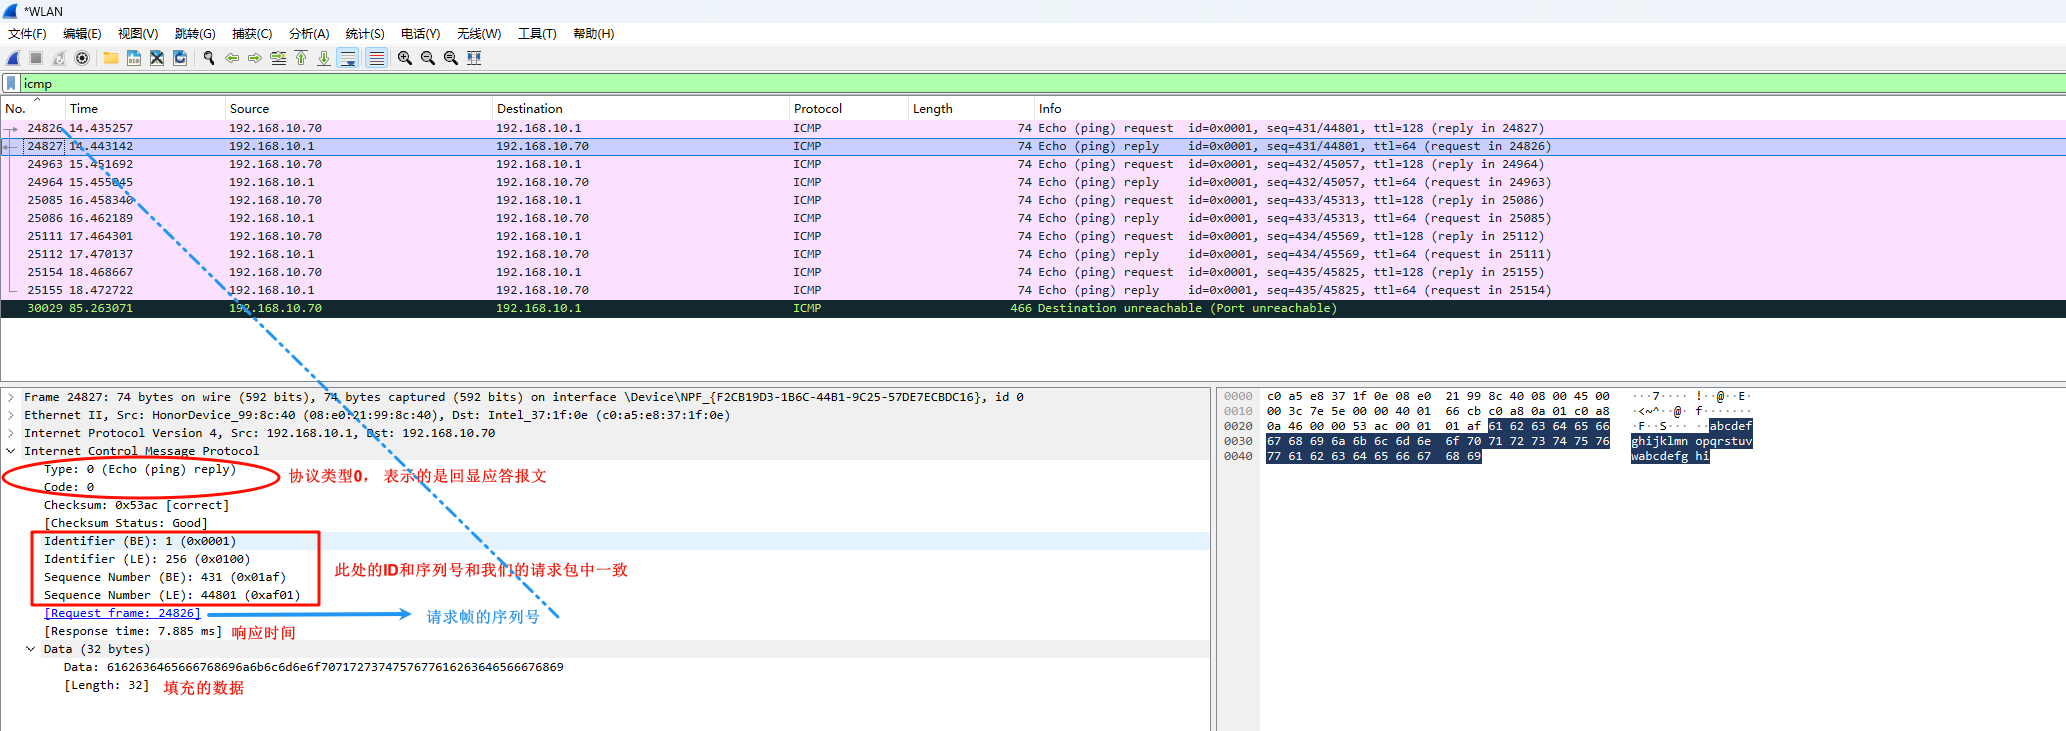 *WLAN
文件(F) 编辑(E) 视图(V) 跳转(G) 捕获(C) 分析(A) 统计(S) 电话(Y) 无线(W) 工具(T) 帮助(H)
icmp
No. Time Source Destination Protocol Length Info
24826 14.435257 192.168.10.70 192.168.10.1 ICMP 74 Echo (ping) request id=0x0001, seq=431/44801, ttl=128 (reply in 24827)
24827 14.443142 192.168.10.1 192.168.10.70 ICMP 74 Echo (ping) reply id=0x0001, seq=431/44801, ttl=64 (request in 24826)
24963 15.451692 192.168.10.70 192.168.10.1 ICMP 74 Echo (ping) request id=0x0001, seq=432/45057, ttl=128 (reply in 24964)
24964 15.455045 192.168.10.1 192.168.10.70 ICMP 74 Echo (ping) reply id=0x0001, seq=432/45057, ttl=64 (request in 24963)
25085 16.458340 192.168.10.70 192.168.10.1 ICMP 74 Echo (ping) request id=0x0001, seq=433/45313, ttl=128 (reply in 25086)
25086 16.462189 192.168.10.1 192.168.10.70 ICMP 74 Echo (ping) reply id=0x0001, seq=433/45313, ttl=64 (request in 25085)
25111 17.464301 192.168.10.70 192.168.10.1 ICMP 74 Echo (ping) request id=0x0001, seq=434/45569, ttl=128 (reply in 25112)
25112 17.470137 192.168.10.1 192.168.10.70 ICMP 74 Echo (ping) reply id=0x0001, seq=434/45569, ttl=64 (request in 25111)
25154 18.468667 192.168.10.70 192.168.10.1 ICMP 74 Echo (ping) request id=0x0001, seq=435/45825, ttl=128 (reply in 25155)
25155 18.472722 192.168.10.1 192.168.10.70 ICMP 74 Echo (ping) reply id=0x0001, seq=435/45825, ttl=64 (request in 25154)
30029 85.263071 192.168.10.70 192.168.10.1 ICMP 466 Destination unreachable (Port unreachable)
Frame 24827: 74 bytes on wire (592 bits), 74 bytes captured (592 bits) on interface \Device\NPF_{F2CB19D3-1B6C-44B1-9C25-57DE7ECBDC16}, id 0
Ethernet II, Src: HonorDevice_99:8c:40 (08:e0:21:99:8c:40), Dst: Intel_37:1f:0e (c0:a5:e8:37:1f:0e)
Internet Protocol Version 4, Src: 192.168.10.1, Dst: 192.168.10.70
Internet Control Message Protocol
Type: 0 (Echo (ping) reply)
协议类型0， 表示的是回显应答报文
Code: 0
Checksum: 0x53ac [correct]
[Checksum Status: Good]
Identifier (BE): 1 (0x0001)
Identifier (LE): 256 (0x0100)
此处的ID和序列号和我们的请求包中一致
Sequence Number (BE): 431 (0x01af)
Sequence Number (LE): 44801 (0xaf01)
[Request frame: 24826] 请求帧的序列号
[Response time: 7.885 ms] 响应时间
Data (32 bytes)
Data: 6162636465666768696a6b6c6d6e6f7071727374757677616263646566676869
[Length: 32] 填充的数据
0000 c0 a5 e8 37 1f 0e 08 e0 21 99 8c 40 08 00 45 00 ···7···· !··@··E·
0010 00 3c 7e 5e 00 00 40 01 66 cb c0 a8 0a 01 c0 a8 ·<~^··@· f·······
0020 0a 46 00 00 53 ac 00 01 01 af 61 62 63 64 65 66 ·F··S··· ··abcdef
0030 67 68 69 6a 6b 6c 6d 6e 6f 70 71 72 73 74 75 76 ghijklmn opqrstuv
0040 77 61 62 63 64 65 66 67 68 69 wabcdefg hi